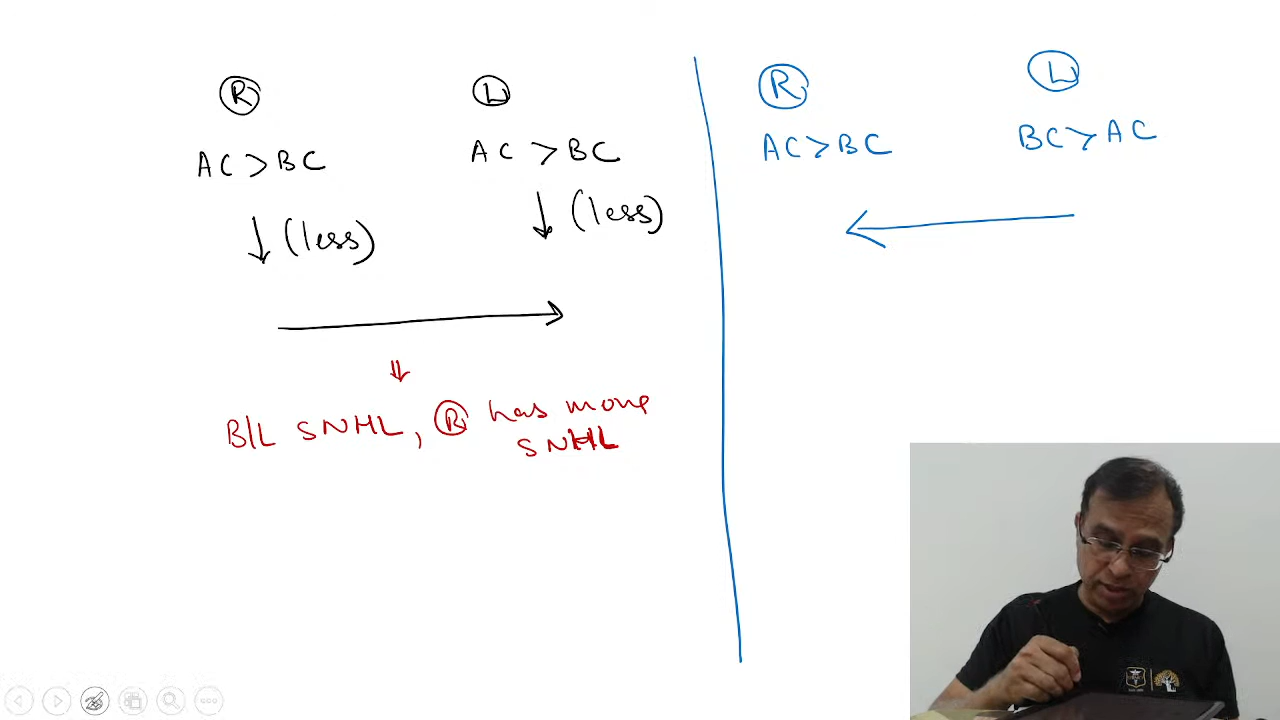 R L
AC > BC AC > BC
↓ (less) ↓ (less)
→
⇓
B/L SNHL, R has more
SNHL
R L
AC > BC BC > AC
←